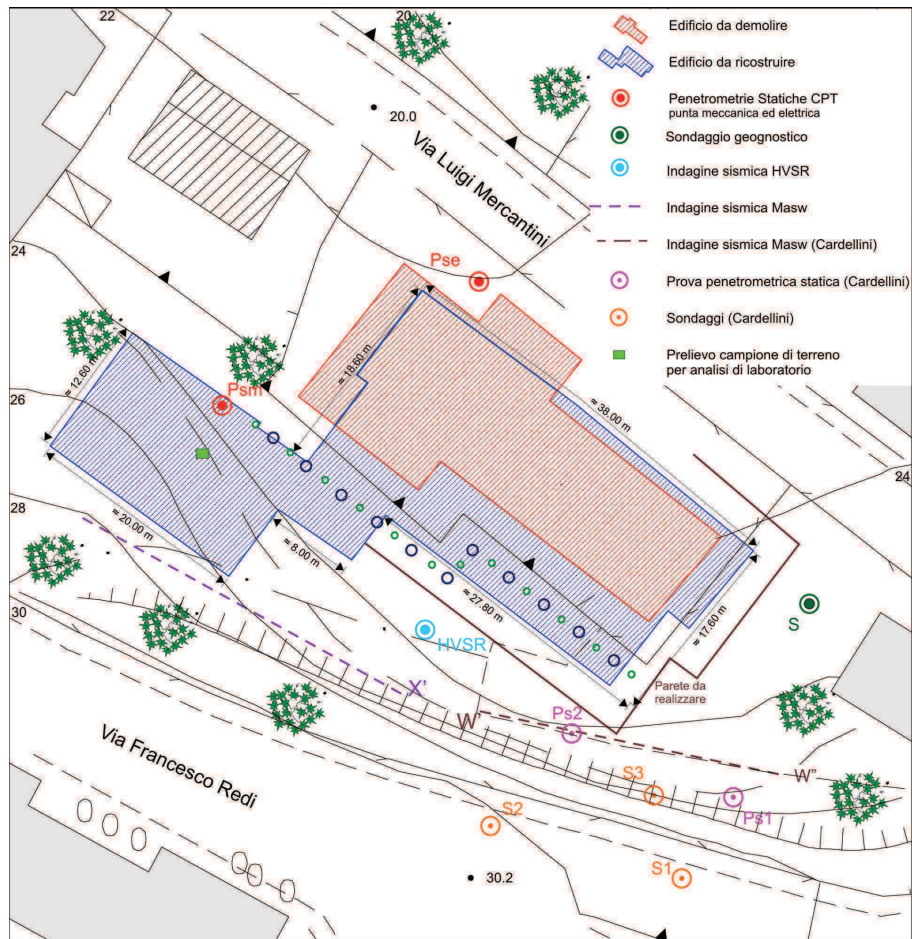 22
20
20.0
Via Luigi Mercantini
Edificio da demolire
Edificio da ricostruire
Penetrometrie Statiche CPT
punta meccanica ed elettrica
Sondaggio geognostico
Indagine sismica HVSR
Indagine sismica Masw
Indagine sismica Masw (Cardellini)
Prova penetrometrica statica (Cardellini)
Sondaggi (Cardellini)
Prelievo campione di terreno
per analisi di laboratorio
24
Pse
≈ 18.60 m
≈ 12.60 m
Psm
≈ 38.00 m
26
24
28
≈ 20.00 m
≈ 8.00 m
≈ 27.80 m
≈ 17.60 m
30
HVSR
S
X'
Parete da
realizzare
W'
Ps2
W"
Via Francesco Redi
S3
Ps1
S2
S1
30.2